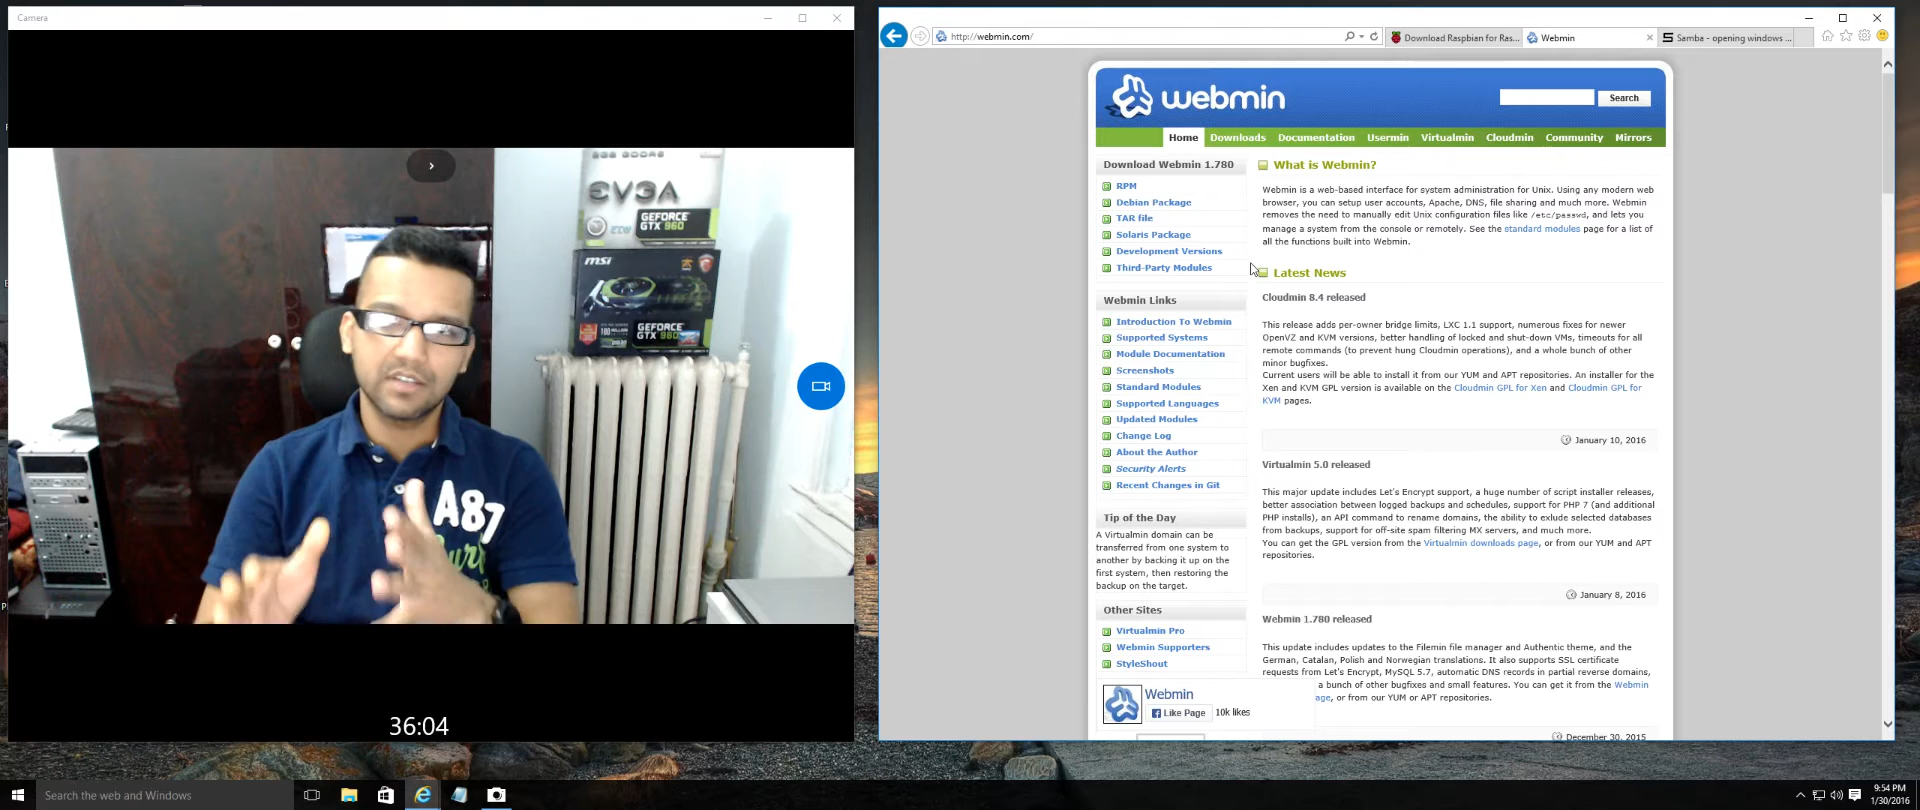 Camera
EVGA
GEFORCE
GTX 960
msi
GEFORCE
GTX 960
A87
36:04
http://webmin.com/
Download Raspbian for Ras...
Webmin
Samba - opening windows ...
webmin
Search
Home Downloads Documentation Usermin Virtualmin Cloudmin Community Mirrors
Download Webmin 1.780
RPM
Debian Package
TAR file
Solaris Package
Development Versions
Third-Party Modules
Webmin Links
Introduction To Webmin
Supported Systems
Module Documentation
Screenshots
Standard Modules
Supported Languages
Updated Modules
Change Log
About the Author
Security Alerts
Recent Changes in Git
Tip of the Day
A Virtualmin domain can be
transferred from one system to
another by backing it up on the
first system, then restoring the
backup on the target.
Other Sites
Virtualmin Pro
Webmin Supporters
StyleShout
Webmin
Like Page 10k likes
What is Webmin?
Webmin is a web-based interface for system administration for Unix. Using any modern web
browser, you can setup user accounts, Apache, DNS, file sharing and much more. Webmin
removes the need to manually edit Unix configuration files like /etc/passwd, and lets you
manage a system from the console or remotely. See the standard modules page for a list of
all the functions built into Webmin.
Latest News
Cloudmin 8.4 released
This release adds per-owner bridge limits, LXC 1.1 support, numerous fixes for newer
OpenVZ and KVM versions, better handling of locked and shut-down VMs, timeouts for all
remote commands (to prevent hung Cloudmin operations), and a whole bunch of other
minor bugfixes.
Current users will be able to install it from our YUM and APT repositories. An installer for the
Xen and KVM GPL version is available on the Cloudmin GPL for Xen and Cloudmin GPL for
KVM pages.
January 10, 2016
Virtualmin 5.0 released
This major update includes Let's Encrypt support, a huge number of script installer releases,
better association between logged backups and schedules, support for PHP 7 (and additional
PHP installs), an API command to rename domains, the ability to exlude selected databases
from backups, support for off-site spam filtering MX servers, and much more.
You can get the GPL version from the Virtualmin downloads page, or from our YUM and APT
repositories.
January 8, 2016
Webmin 1.780 released
This update includes updates to the Filemin file manager and Authentic theme, and the
German, Catalan, Polish and Norwegian translations. It also supports SSL certificate
requests from Let's Encrypt, MySQL 5.7, automatic DNS records in partial reverse domains,
a bunch of other bugfixes and small features. You can get it from the Webmin
age, or from our YUM or APT repositories.
December 30, 2015
Search the web and Windows
9:54 PM
1/30/2016